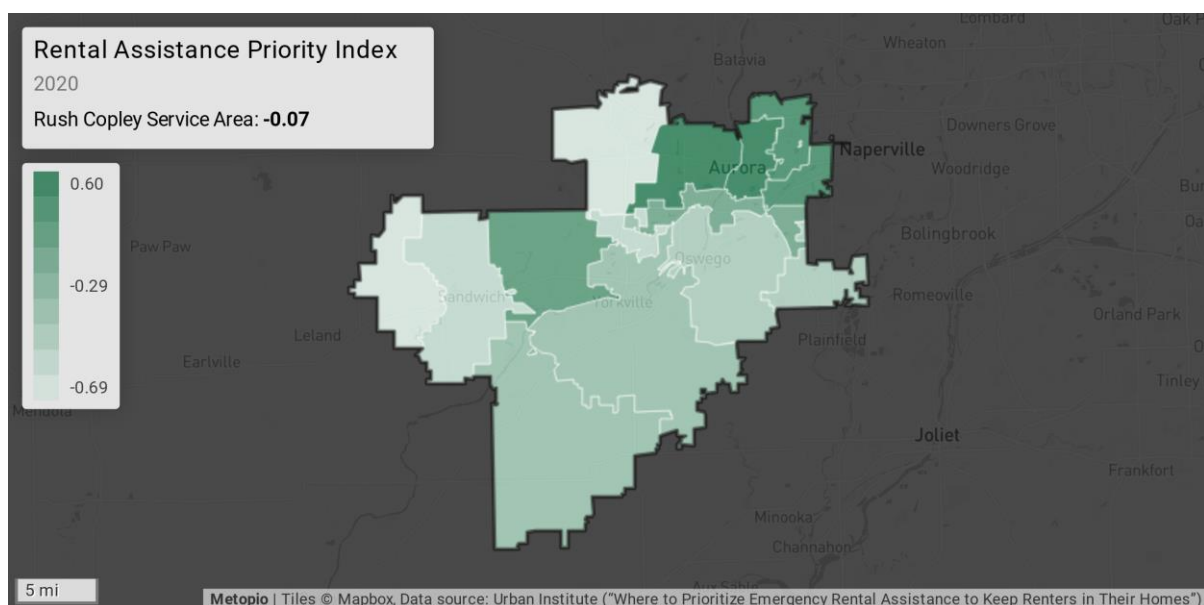 Rental Assistance Priority Index
2020
Rush Copley Service Area: -0.07
0.60
-0.29
-0.69
Lombard
Oak Pa
Wheaton
Batavia
Downers Grove
Naperville
Aurora
Woodridge
Bur
Bolingbrook
Paw Paw
Oswego
Sandwich
Yorkville
Romeoville
Orland Park
Leland
Plainfield
Earlville
Tinley
Mendota
Joliet
Frankfort
Minooka
Channahon
Aux Sable
5 mi
Metopio | Tiles © Mapbox, Data source: Urban Institute ("Where to Prioritize Emergency Rental Assistance to Keep Renters in Their Homes")